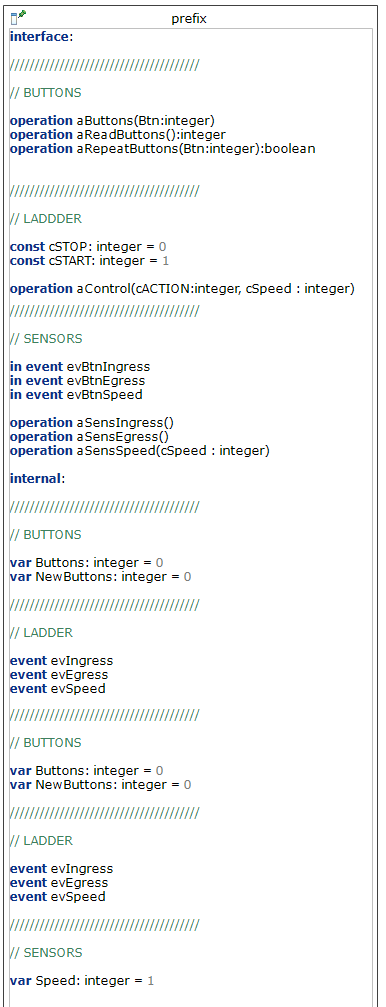 prefix
interface:
//////////////////////////////////////
// BUTTONS
operation aButtons(Btn:integer)
operation aReadButtons():integer
operation aRepeatButtons(Btn:integer):boolean
//////////////////////////////////////
// LADDDER
const cSTOP: integer = 0
const cSTART: integer = 1
operation aControl(cACTION:integer, cSpeed : integer)
//////////////////////////////////////
// SENSORS
in event evBtnIngress
in event evBtnEgress
in event evBtnSpeed
operation aSensIngress()
operation aSensEgress()
operation aSensSpeed(cSpeed : integer)
internal:
//////////////////////////////////////
// BUTTONS
var Buttons: integer = 0
var NewButtons: integer = 0
//////////////////////////////////////
// LADDER
event evIngress
event evEgress
event evSpeed
//////////////////////////////////////
// BUTTONS
var Buttons: integer = 0
var NewButtons: integer = 0
//////////////////////////////////////
// LADDER
event evIngress
event evEgress
event evSpeed
//////////////////////////////////////
// SENSORS
var Speed: integer = 1